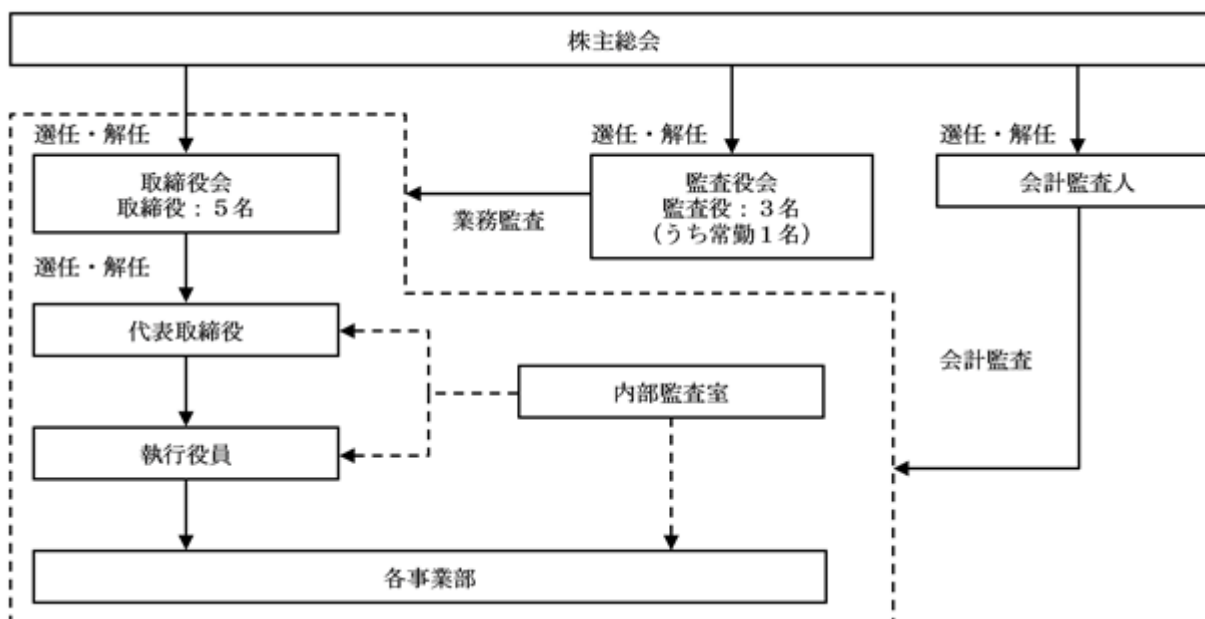 株主総会
選任・解任
選任・解任
選任・解任
取締役会
取締役：５名
監査役会
監査役：３名
（うち常勤１名）
会計監査人
業務監査
選任・解任
代表取締役
会計監査
内部監査室
執行役員
各事業部